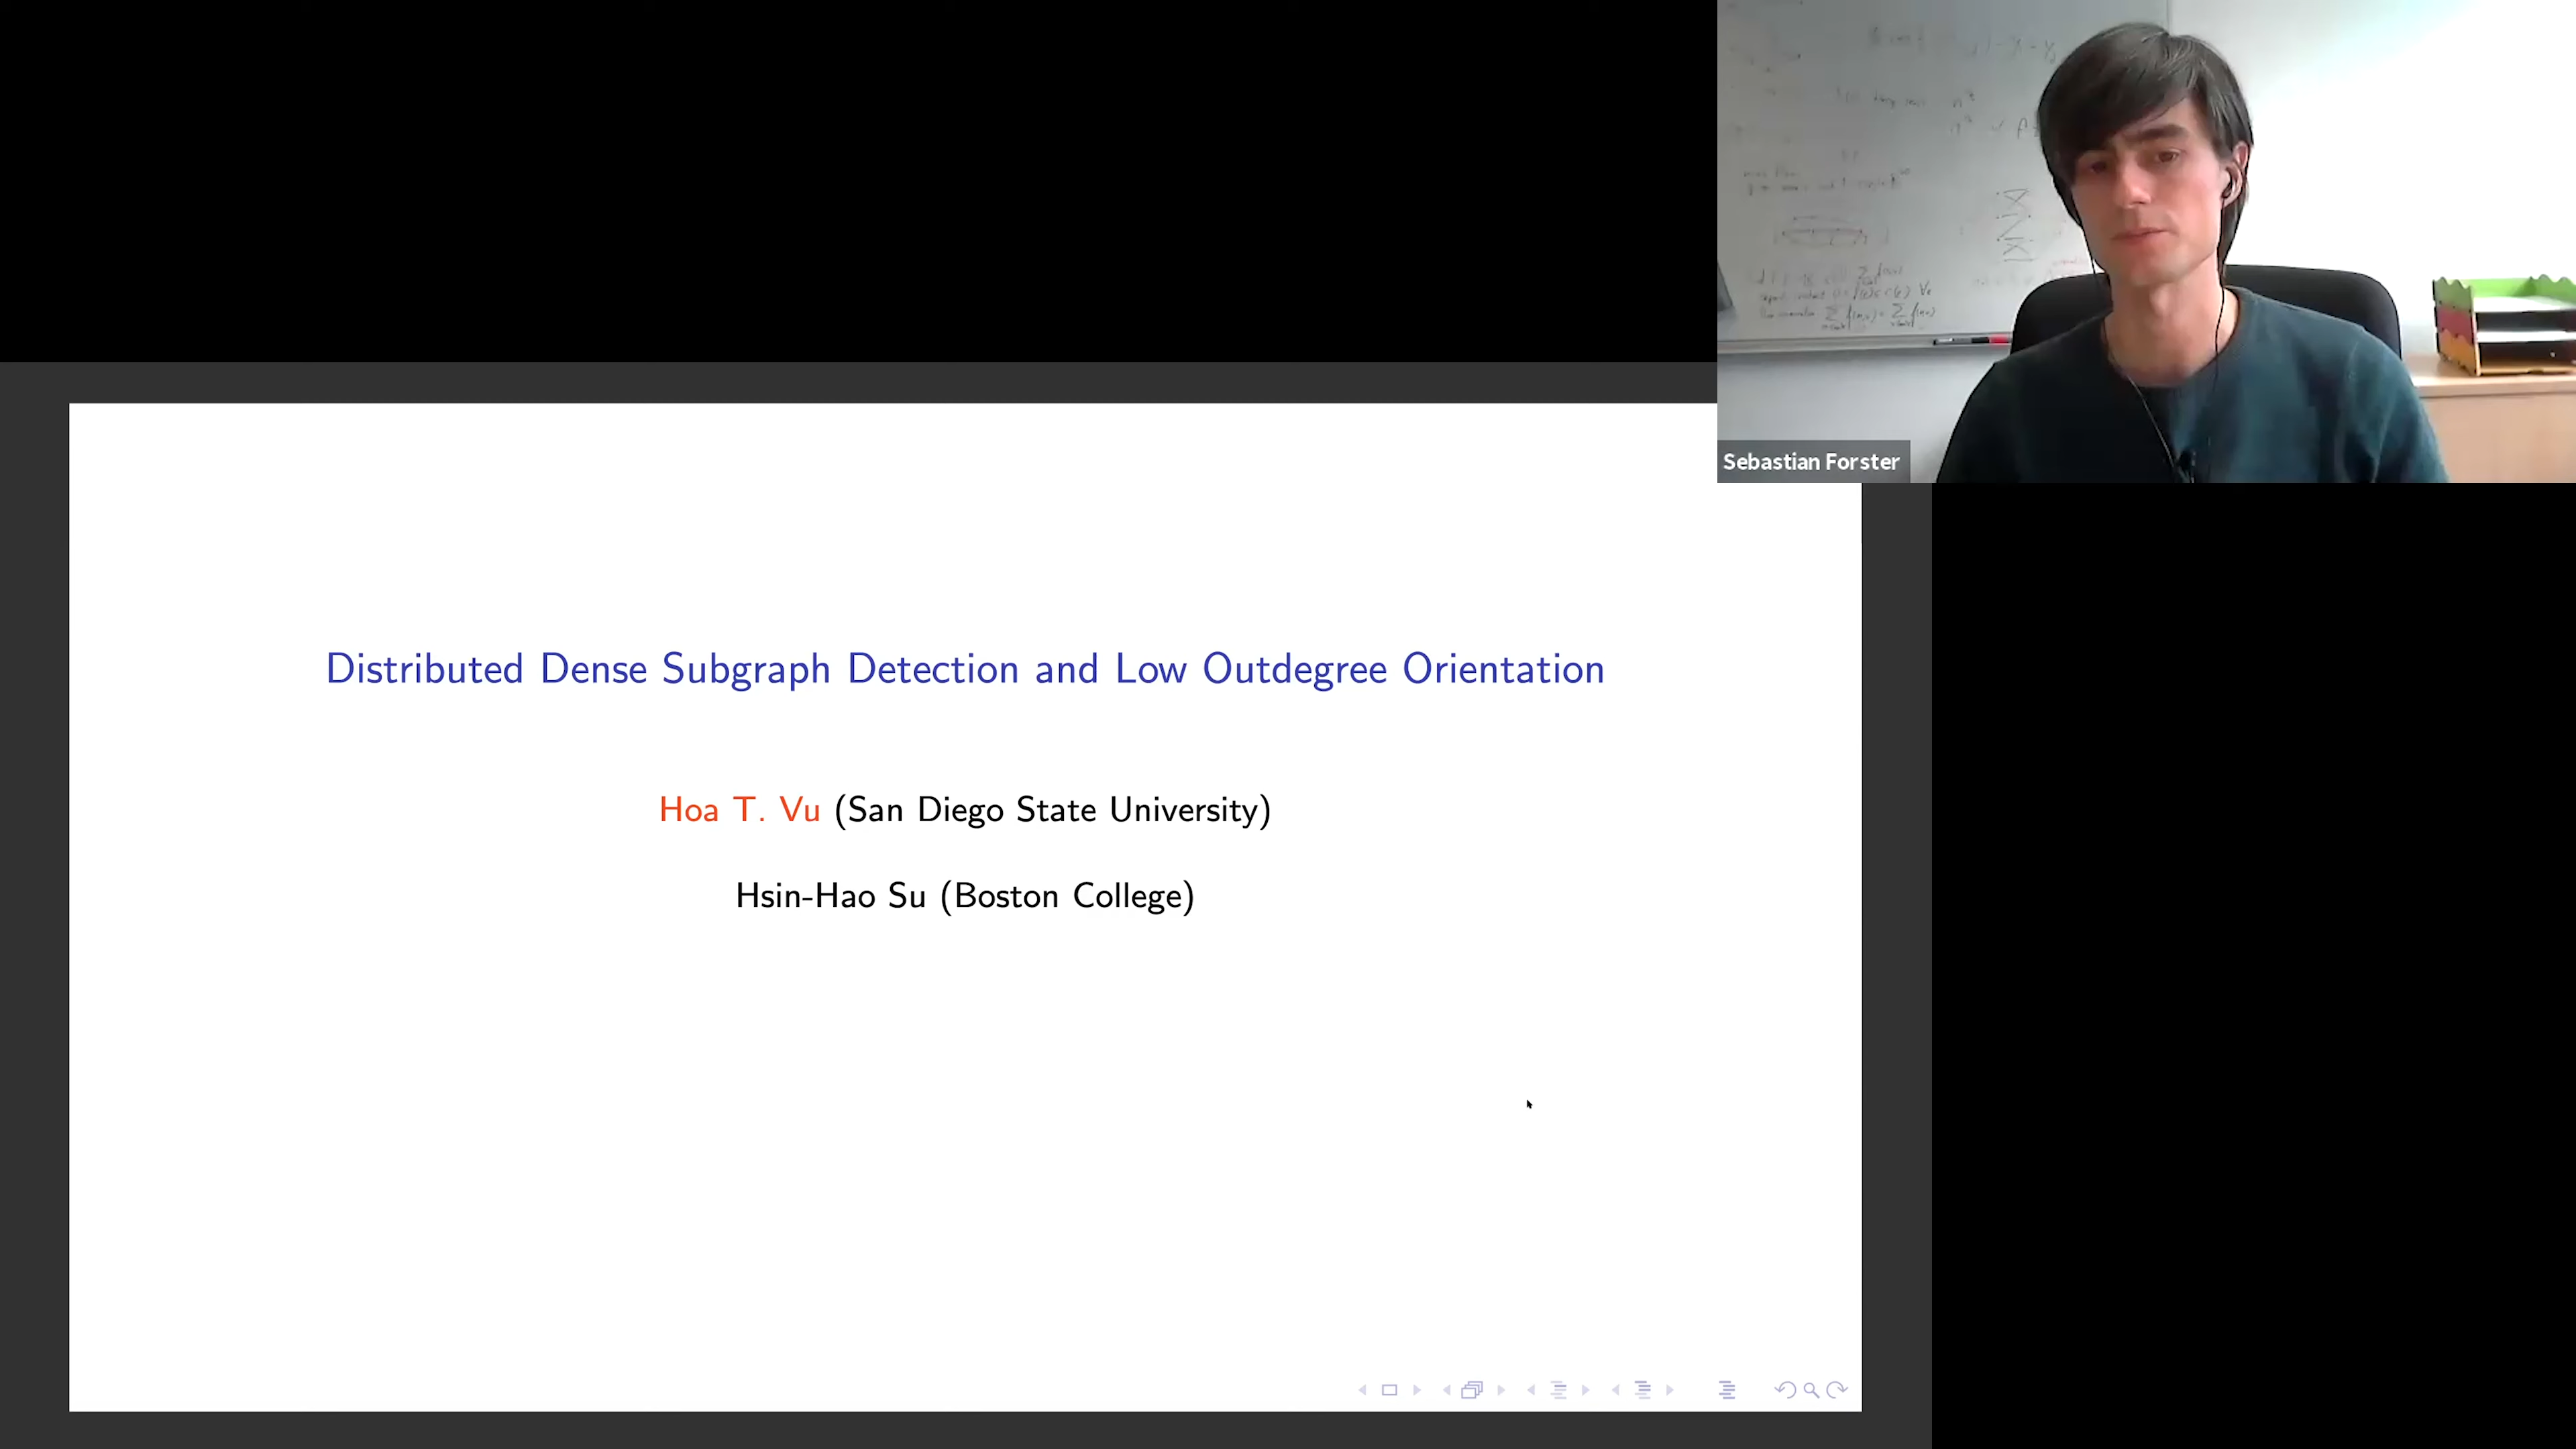 Sebastian Forster
Distributed Dense Subgraph Detection and Low Outdegree Orientation
Hoa T. Vu (San Diego State University)
Hsin-Hao Su (Boston College)